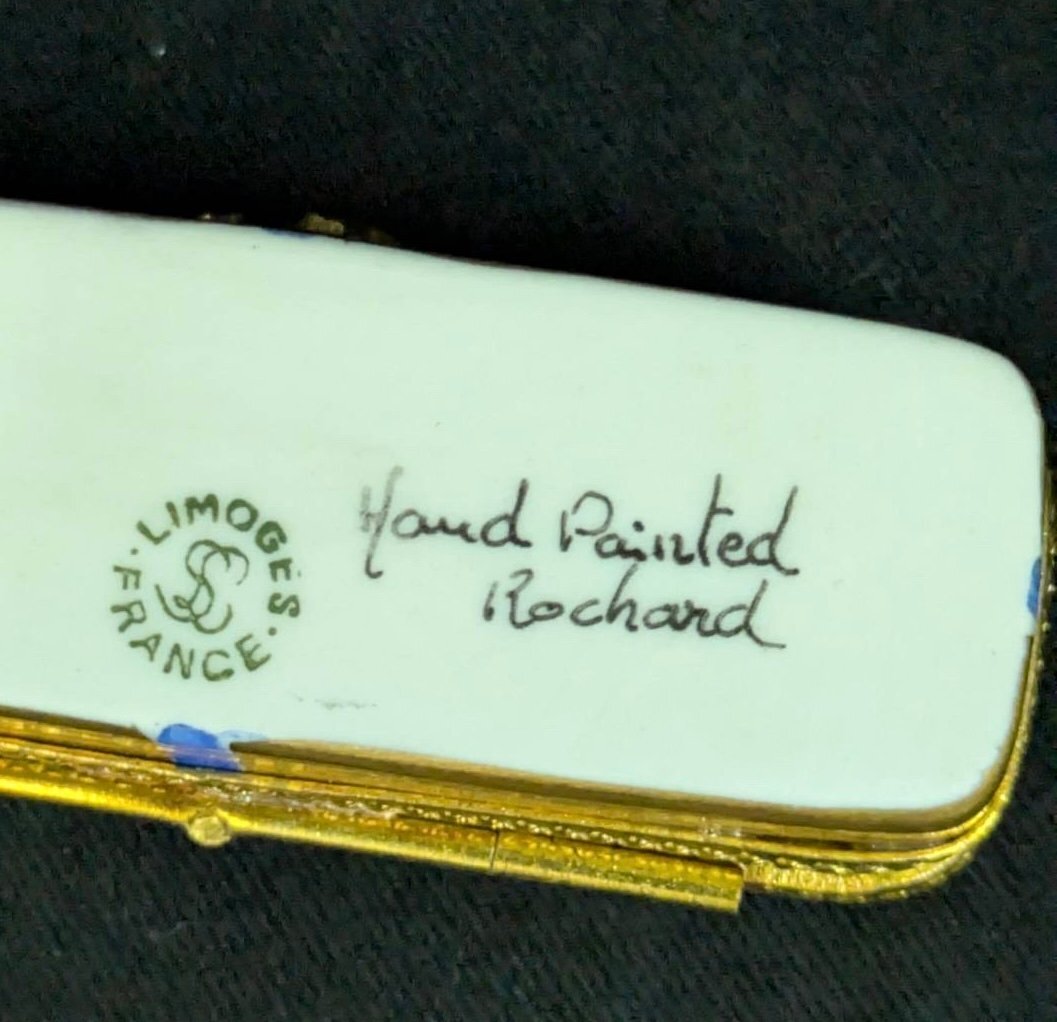 LIMOGES
FRANCE
Hand Painted
Rochard